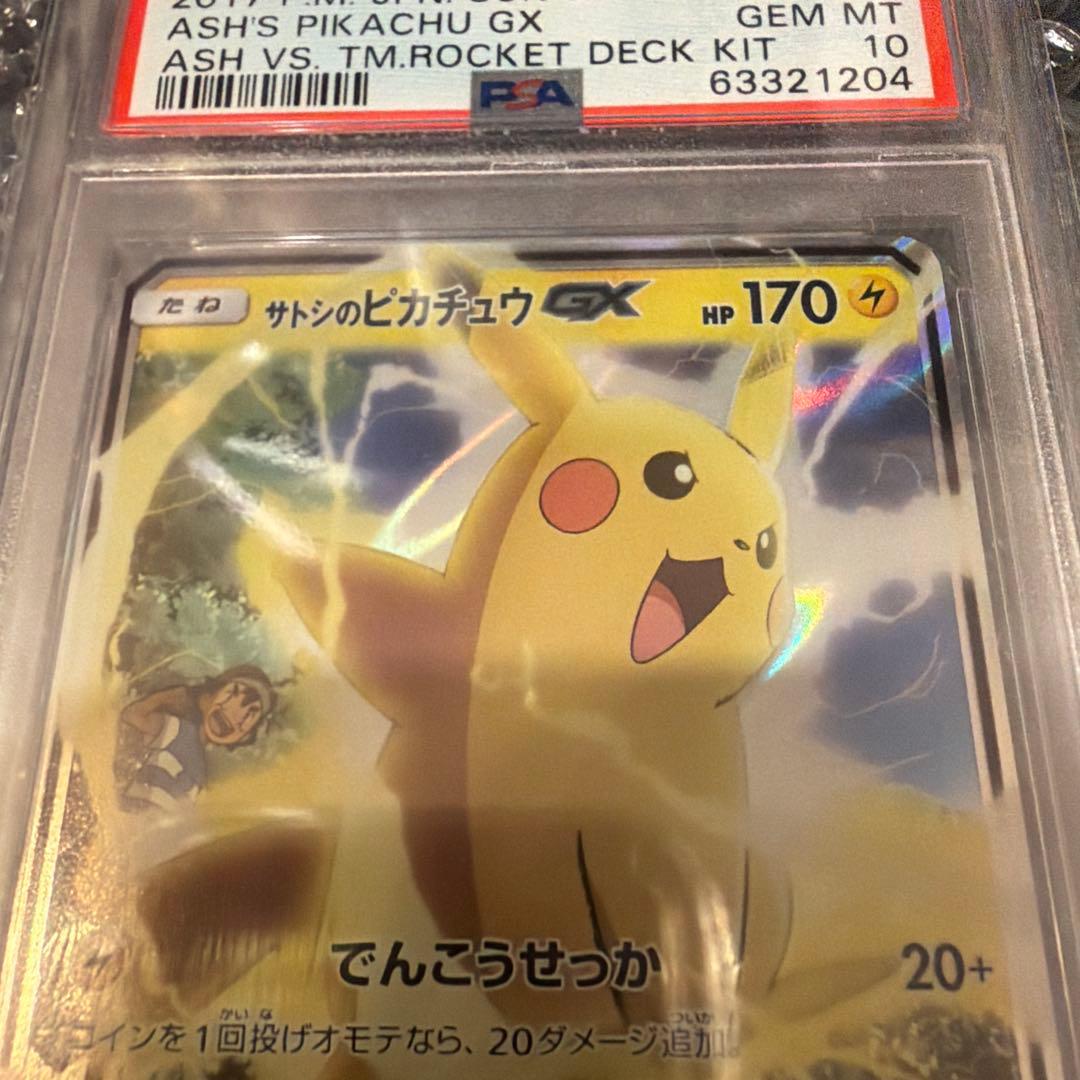 ASH'S PIKACHU GX GEM MT
ASH VS. TM.ROCKET DECK KIT 10
PSA 63321204
たね サトシのピカチュウGX HP 170
でんこうせっか 20+
コインを1回投げオモテなら、20ダメージ追加。